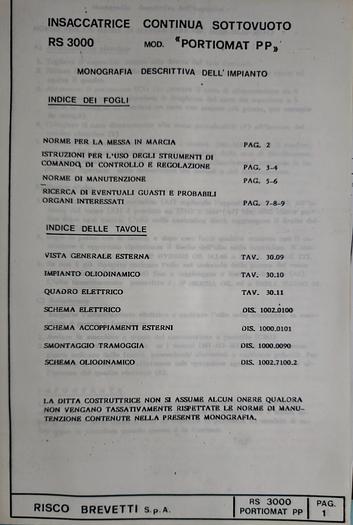 INSACCATRICE CONTINUA SOTTOVUOTO
RS 3000 MOD. "PORTIOMAT PP"
MONOGRAFIA DESCRITTIVA DELL'IMPIANTO
INDICE DEI FOGLI
NORME PER LA MESSA IN MARCIA PAG. 2
ISTRUZIONI PER L'USO DEGLI STRUMENTI DI
COMANDO, DI CONTROLLO E REGOLAZIONE PAG. 3-4
NORME DI MANUTENZIONE PAG. 5-6
RICERCA DI EVENTUALI GUASTI E PROBABILI
ORGANI INTERESSATI PAG. 7-8-9
INDICE DELLE TAVOLE
VISTA GENERALE ESTERNA TAV. 30.09
IMPIANTO OLIODINAMICO TAV. 30.10
QUADRO ELETTRICO TAV. 30.11
SCHEMA ELETTRICO DIS. 1002.0100
SCHEMA ACCOPPIAMENTI ESTERNI DIS. 1000.0101
SMONTAGGIO TRAMOGGIA DIS. 1000.0090
SCHEMA OLIODINAMICO DIS. 1002.7100.2
LA DITTA COSTRUTTRICE NON SI ASSUME ALCUN ONERE QUALORA
NON VENGANO TASSATIVAMENTE RISPETTATE LE NORME DI MANU-
TENZIONE CONTENUTE NELLA PRESENTE MONOGRAFIA.
RISCO BREVETTI S.p.A. RS 3000 PAG.
PORTIOMAT PP 1